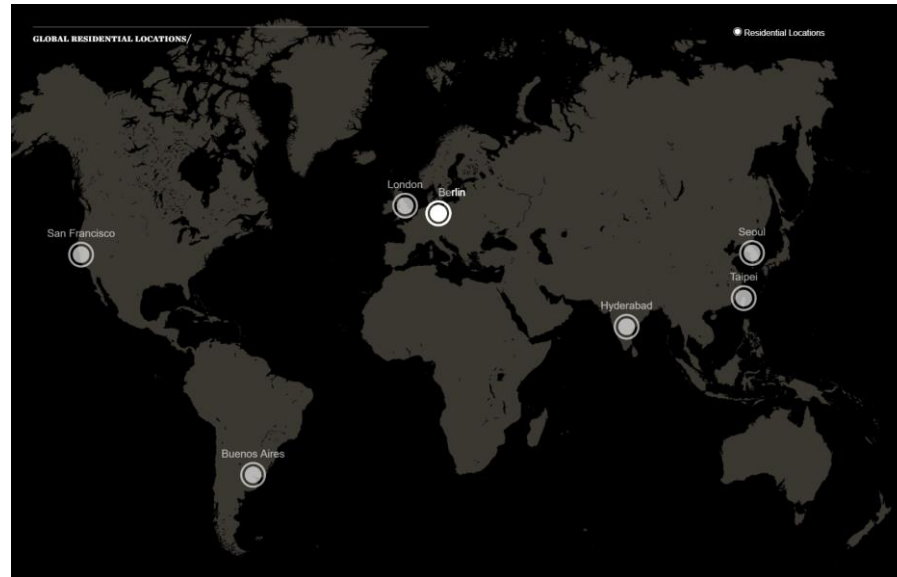 GLOBAL RESIDENTIAL LOCATIONS/
Residential Locations
London
Berlin
San Francisco
Seoul
Taipei
Hyderabad
Buenos Aires